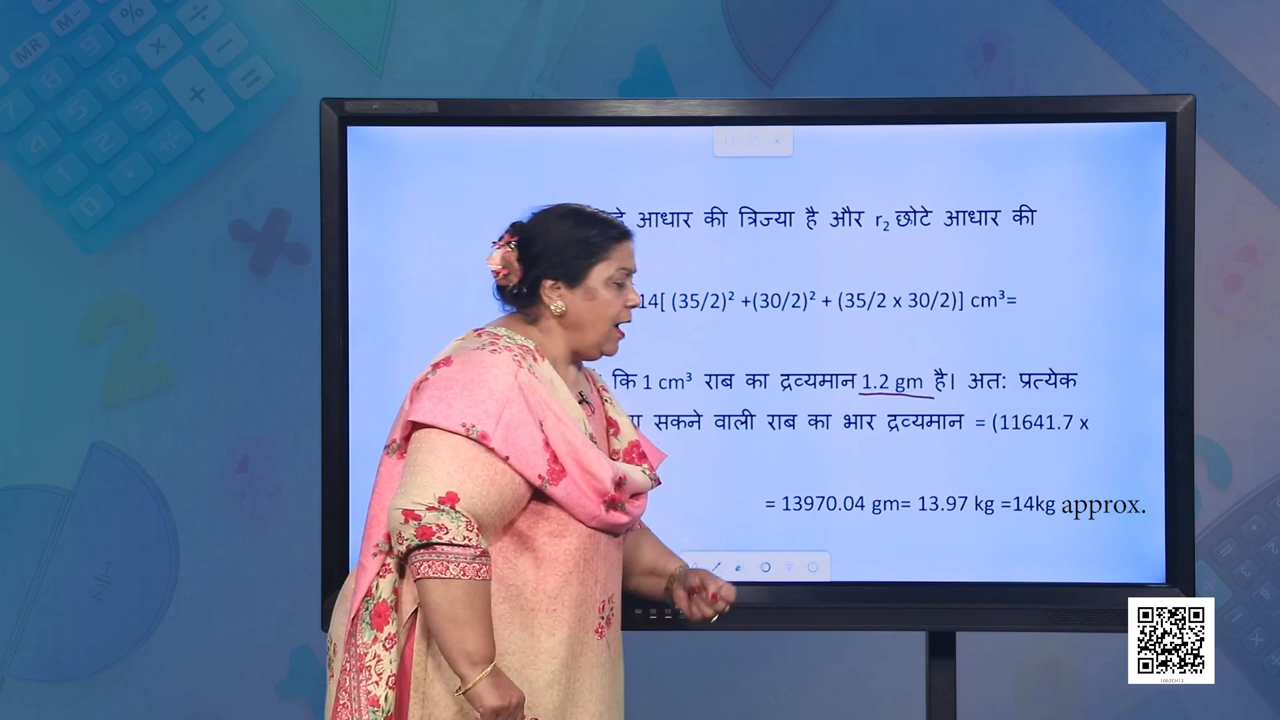 आधार की त्रिज्या है और r₂ छोटे आधार की
14[ (35/2)² +(30/2)² + (35/2 x 30/2)] cm³=
कि 1 cm³ राब का द्रव्यमान 1.2 gm है। अत: प्रत्येक
सकने वाली राब का भार द्रव्यमान = (11641.7 x
= 13970.04 gm= 13.97 kg =14kg approx.
1063CH13